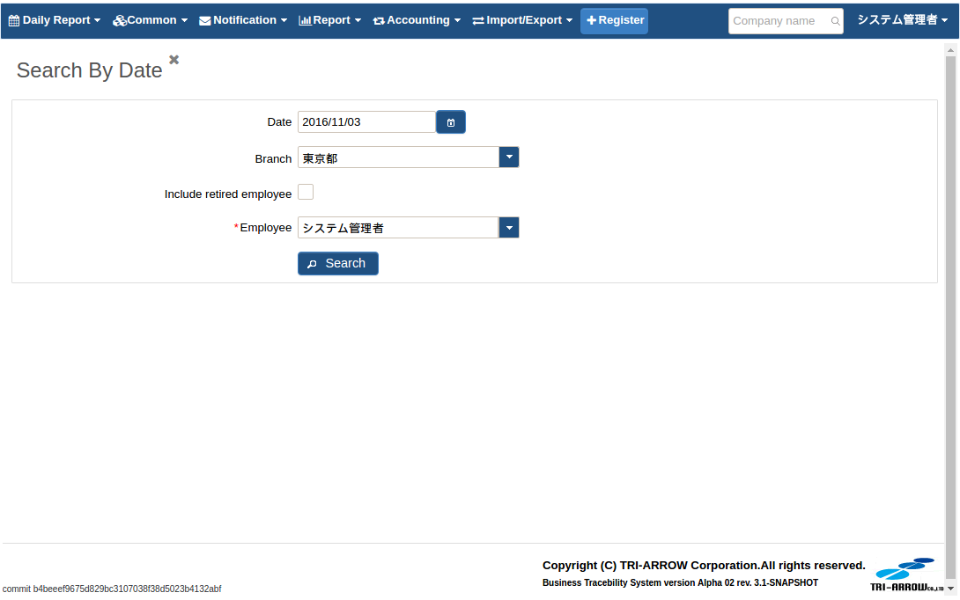 Daily Report Common Notification Report Accounting Import/Export Register Company name システム管理者
Search By Date
Date 2016/11/03
Branch 東京都
Include retired employee
*Employee システム管理者
Search
Copyright (C) TRI-ARROW Corporation.All rights reserved.
Business Tracebility System version Alpha 02 rev. 3.1-SNAPSHOT
TRI-ARROW CO.,LTD
commit b4beeef9675d829bc3107038f38d5023b4132abf